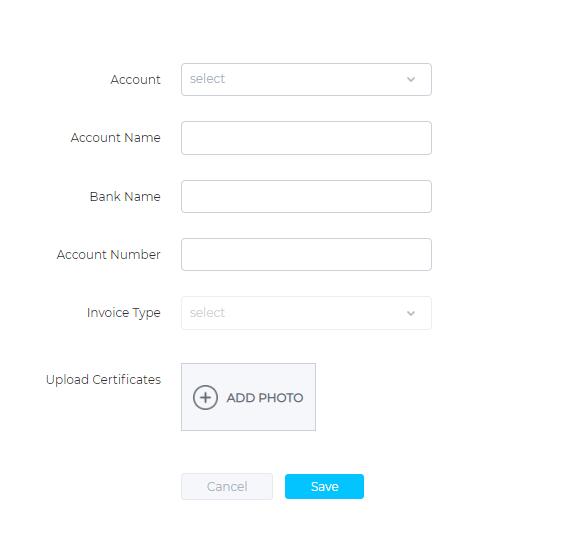 Account select
Account Name
Bank Name
Account Number
Invoice Type select
Upload Certificates
ADD PHOTO
Cancel Save